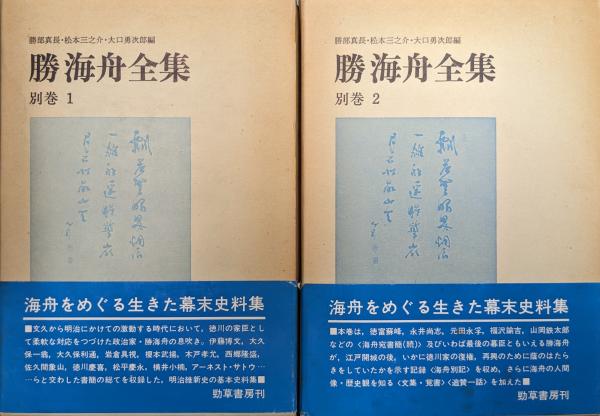 勝部真長・松本三之介・大口勇次郎編
勝海舟全集
別巻 1
海舟をめぐる生きた幕末史料集
■文久から明治にかけての激動する時代において、徳川の家臣とし
て柔軟な対応をつづけた政治家・勝海舟の息吹き。伊藤博文、大久
保一翁、大久保利通、岩倉具視、榎本武揚、木戸孝允、西郷隆盛、
佐久間象山、徳川慶喜、松平慶永、横井小楠、アーネスト・サトウ…
…らと交わした書簡の総てを収録した。明治維新史の基本史料集■
勁草書房刊
勝部真長・松本三之介・大口勇次郎編
勝海舟全集
別巻 2
海舟をめぐる生きた幕末史料集
■本巻は、徳富蘇峰、永井尚志、元田永孚、福沢諭吉、山岡鉄太郎
などの〈海舟宛書簡(続)〉及びいわば最後の幕臣ともいえる勝海舟
が、江戸開城の後、いかに徳川家の復権、再興のために蔭のはたら
きをしていたかを示す記録〈海舟別記〉を収め、さらに海舟の人間
像・歴史観を知る〈文集・覚書〉〈追賛一話〉を加えた■
勁草書房刊